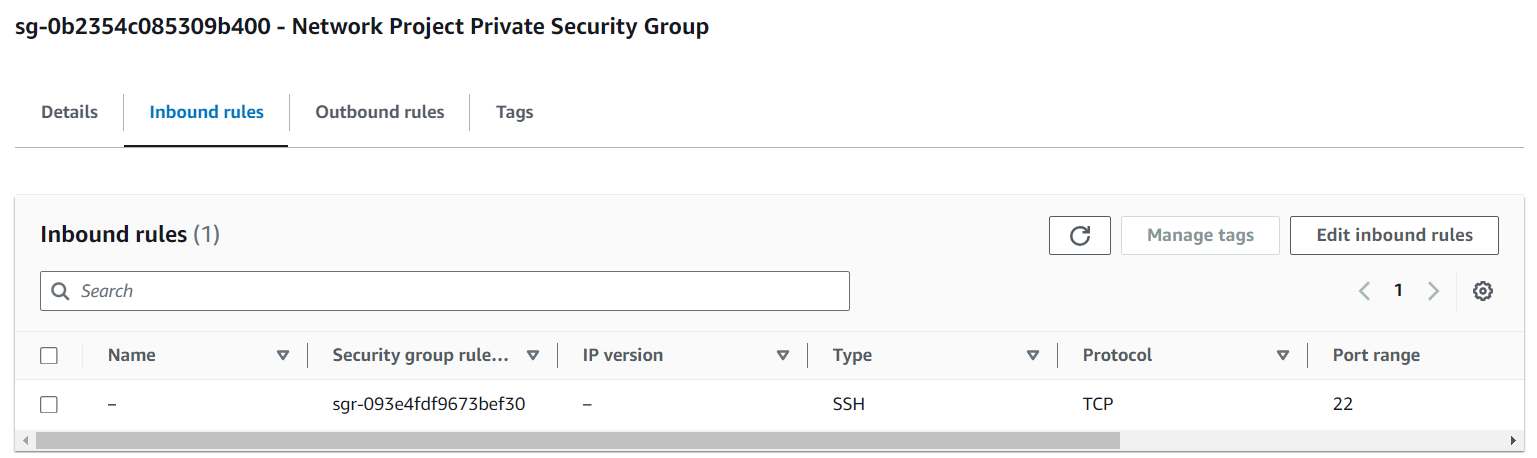 sg-0b2354c085309b400 - Network Project Private Security Group
Details Inbound rules Outbound rules Tags
Inbound rules (1) Manage tags Edit inbound rules
Search 1
Name Security group rule... IP version Type Protocol Port range
– sgr-093e4fdf9673bef30 – SSH TCP 22